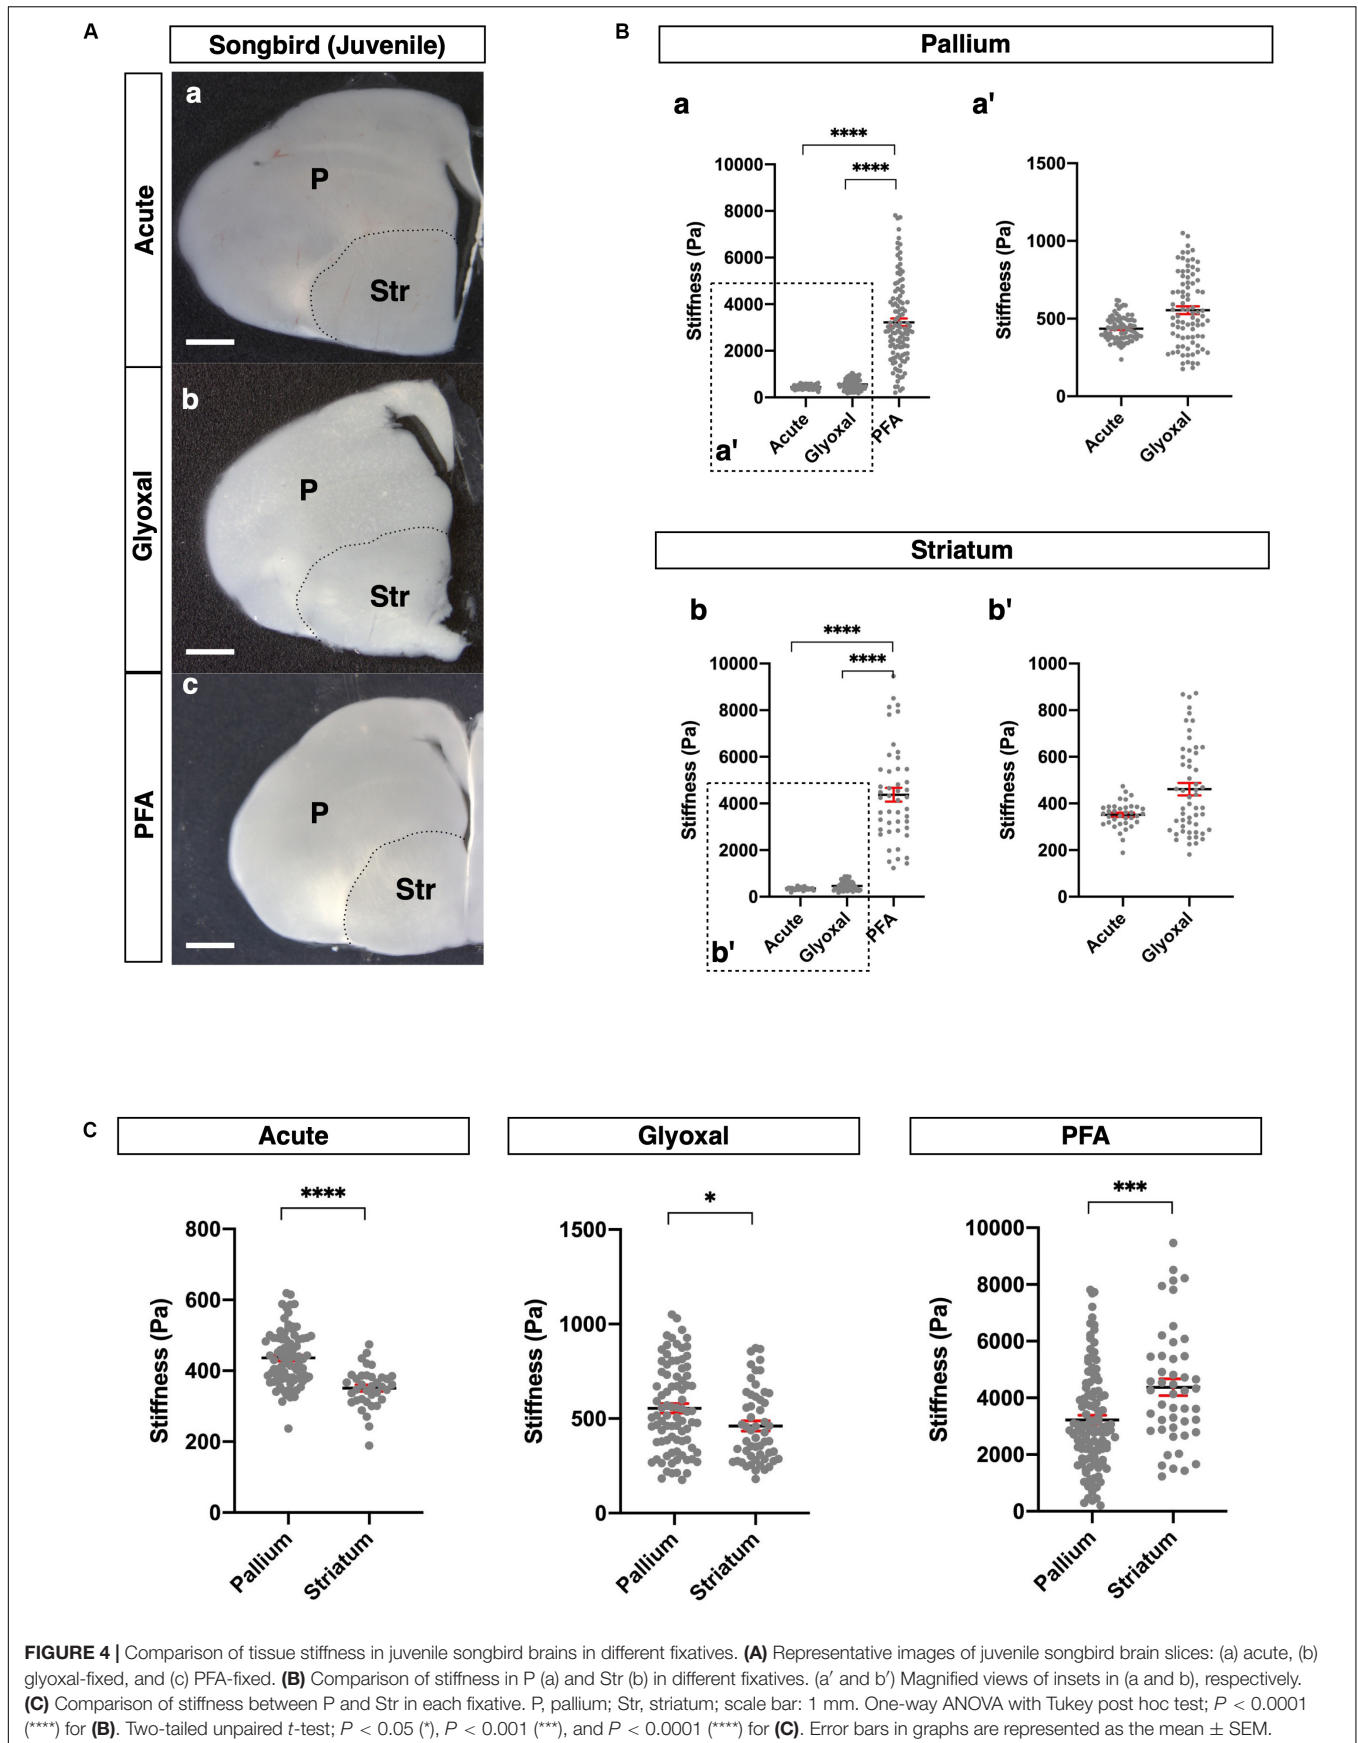 A
Songbird (Juvenile)
Acute
a
P
Str
Glyoxal
b
P
Str
PFA
c
P
Str
B
Pallium
a
****
****
10000
8000
6000
4000
2000
0
Stiffness (Pa)
Acute
Glyoxal
PFA
a'
a'
1500
1000
500
0
Stiffness (Pa)
Acute
Glyoxal
Striatum
b
****
****
10000
8000
6000
4000
2000
0
Stiffness (Pa)
Acute
Glyoxal
PFA
b'
b'
1000
800
600
400
200
0
Stiffness (Pa)
Acute
Glyoxal
C
Acute
****
800
600
400
200
0
Stiffness (Pa)
Pallium
Striatum
Glyoxal
*
1500
1000
500
0
Stiffness (Pa)
Pallium
Striatum
PFA
***
10000
8000
6000
4000
2000
0
Stiffness (Pa)
Pallium
Striatum
FIGURE 4 | Comparison of tissue stiffness in juvenile songbird brains in different fixatives. (A) Representative images of juvenile songbird brain slices: (a) acute, (b)
glyoxal-fixed, and (c) PFA-fixed. (B) Comparison of stiffness in P (a) and Str (b) in different fixatives. (a′ and b′) Magnified views of insets in (a and b), respectively.
(C) Comparison of stiffness between P and Str in each fixative. P, pallium; Str, striatum; scale bar: 1 mm. One-way ANOVA with Tukey post hoc test; P < 0.0001
(****) for (B). Two-tailed unpaired t-test; P < 0.05 (*), P < 0.001 (***), and P < 0.0001 (****) for (C). Error bars in graphs are represented as the mean ± SEM.